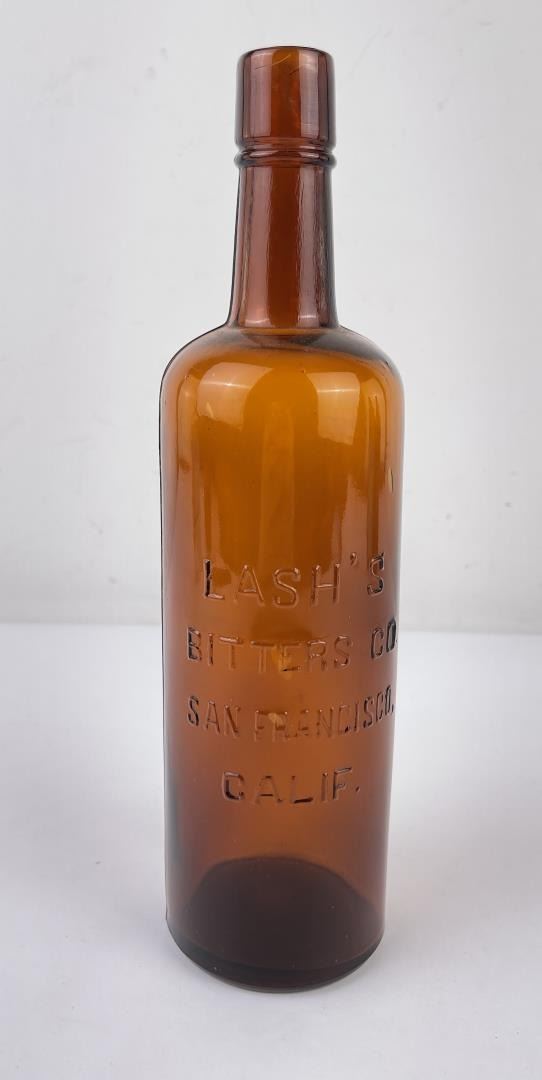 LASH'S
BITTERS CO.
SAN FRANCISCO,
CALIF.